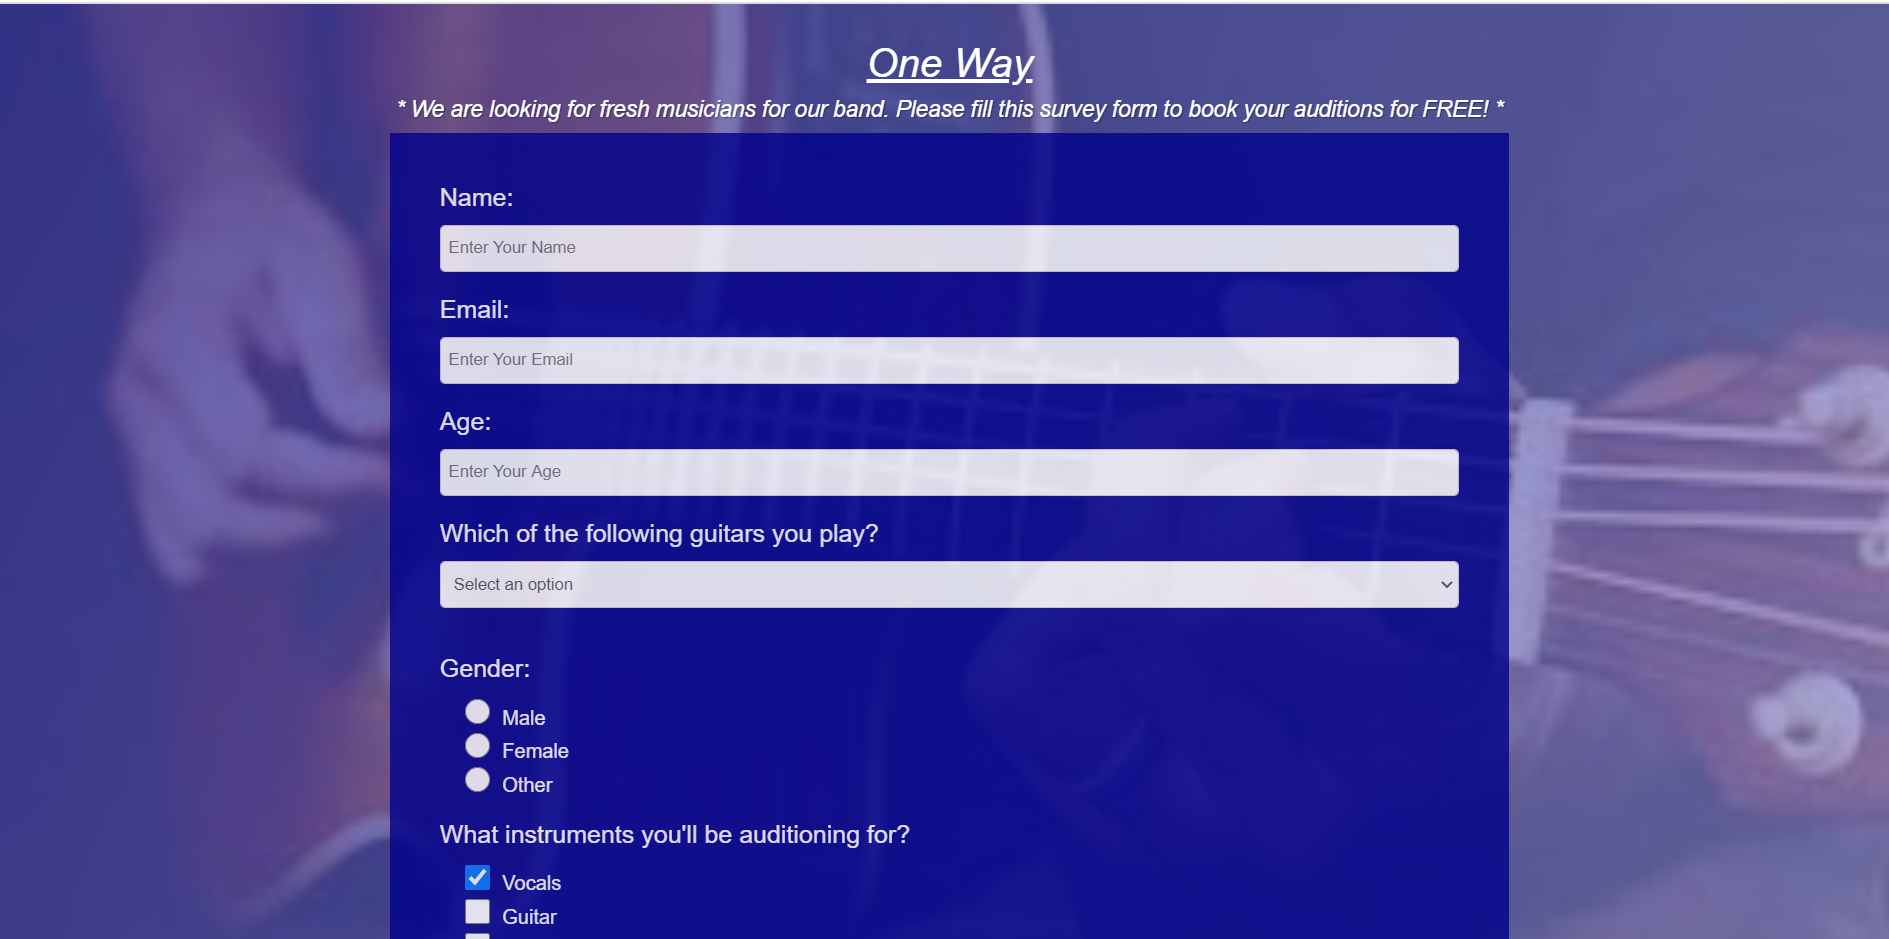 One Way
* We are looking for fresh musicians for our band. Please fill this survey form to book your auditions for FREE! *
Name:
Enter Your Name
Email:
Enter Your Email
Age:
Enter Your Age
Which of the following guitars you play?
Select an option
Gender:
Male
Female
Other
What instruments you'll be auditioning for?
Vocals
Guitar